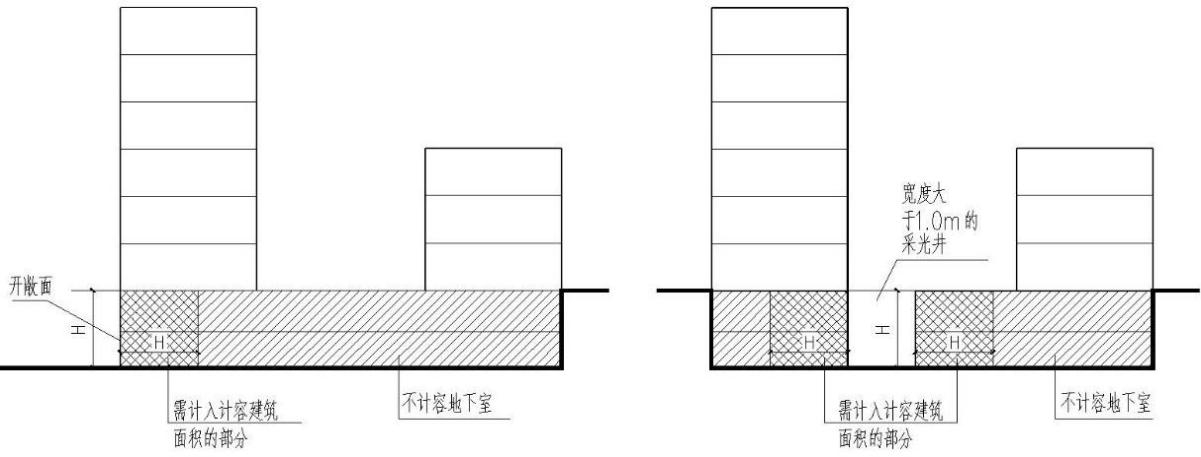 开敞面
H
H
需计入计容建筑
面积的部分
不计容地下室
宽度大
于1.0m的
采光井
H
H
H
需计入计容建筑
面积的部分
不计容地下室